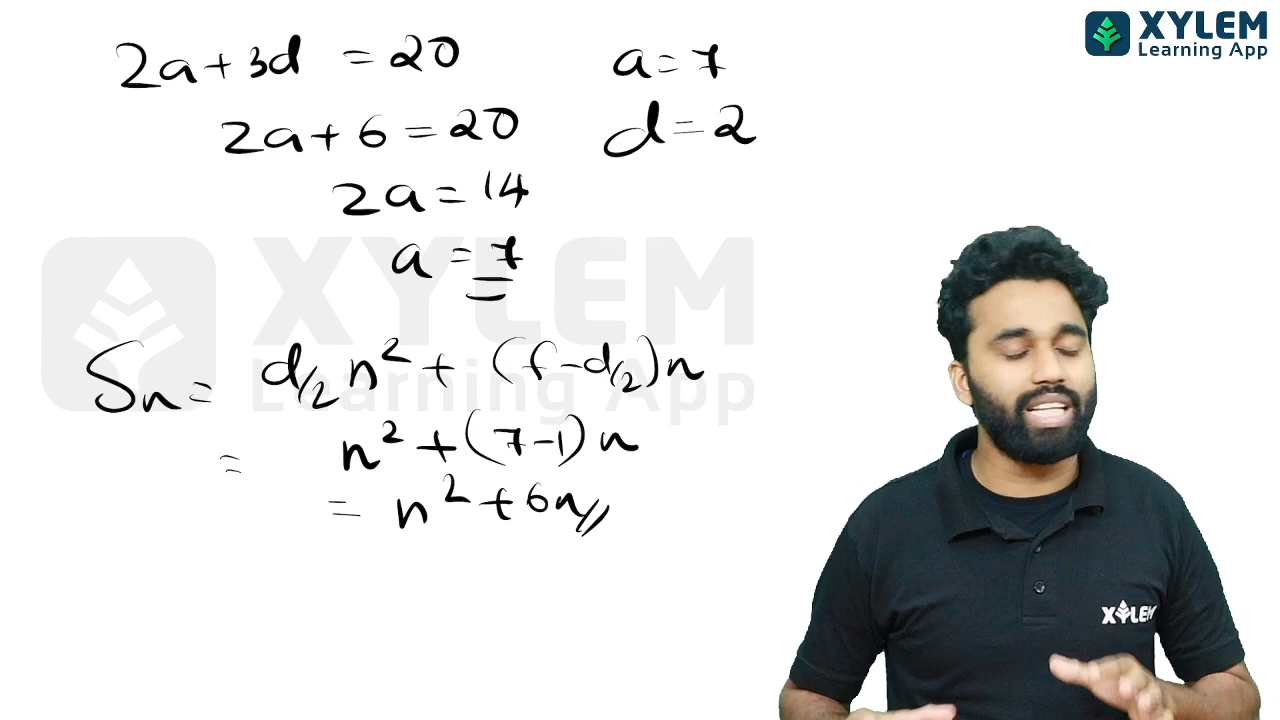 XYLEM
Learning App
2a+3d = 20
a=7
2a+6=20
d=2
2a=14
a=7
XYLEM
Learning App
Sn= d/2 n² + (f-d/2)n
= n²+(7-1)n
= n²+6n//
XYLEM